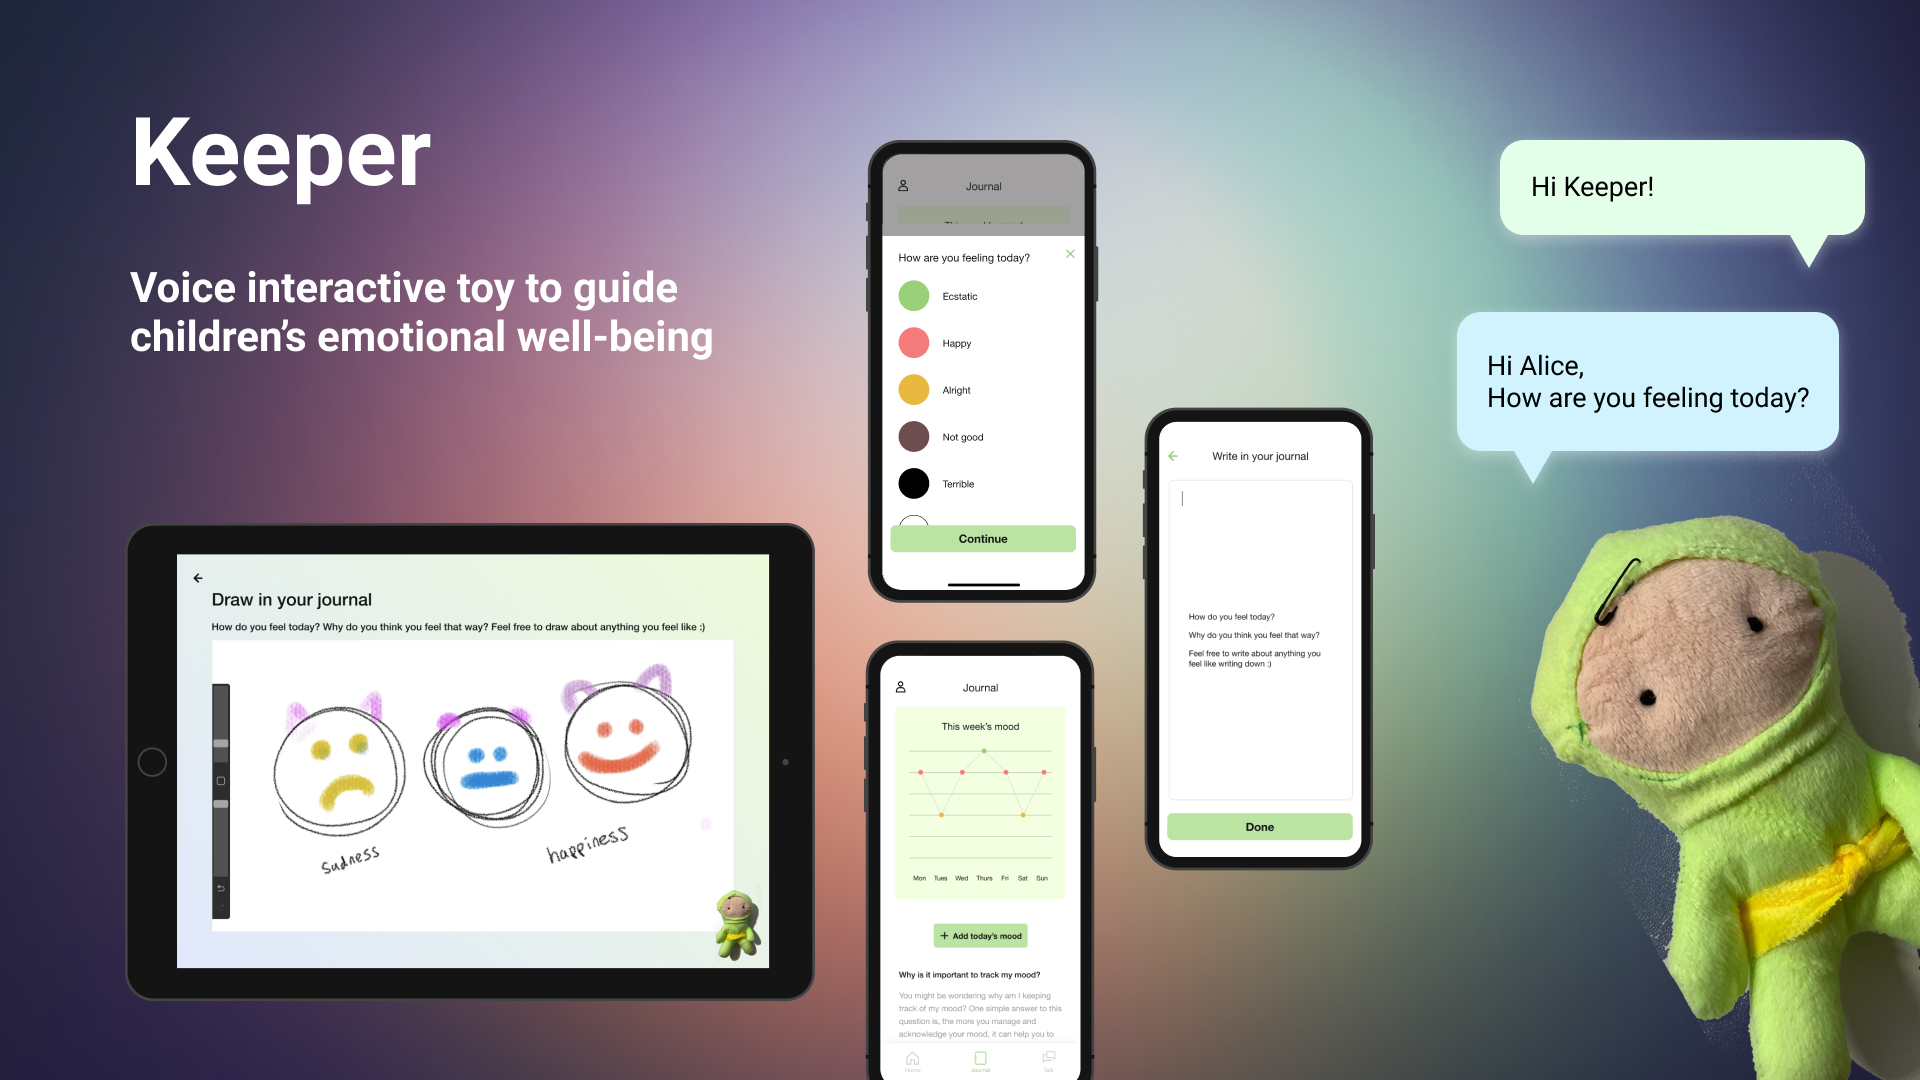 Keeper
Voice interactive toy to guide
children's emotional well-being
Draw in your journal
How do you feel today? Why do you think you feel that way? Feel free to draw about anything you feel like :)
sadness
happiness
Journal
How are you feeling today?
Ecstatic
Happy
Alright
Not good
Terrible
Continue
Journal
This week's mood
Mon Tues Wed Thurs Fri Sat Sun
+ Add today's mood
Why is it important to track my mood?
You might be wondering why am I keeping
track of my mood? One simple answer to this
question is, the more you manage and
acknowledge your mood, it can help you to
Home Journal Talk
Write in your journal
How do you feel today?
Why do you think you feel that way?
Feel free to write about anything you
feel like writing down :)
Done
Hi Keeper!
Hi Alice,
How are you feeling today?